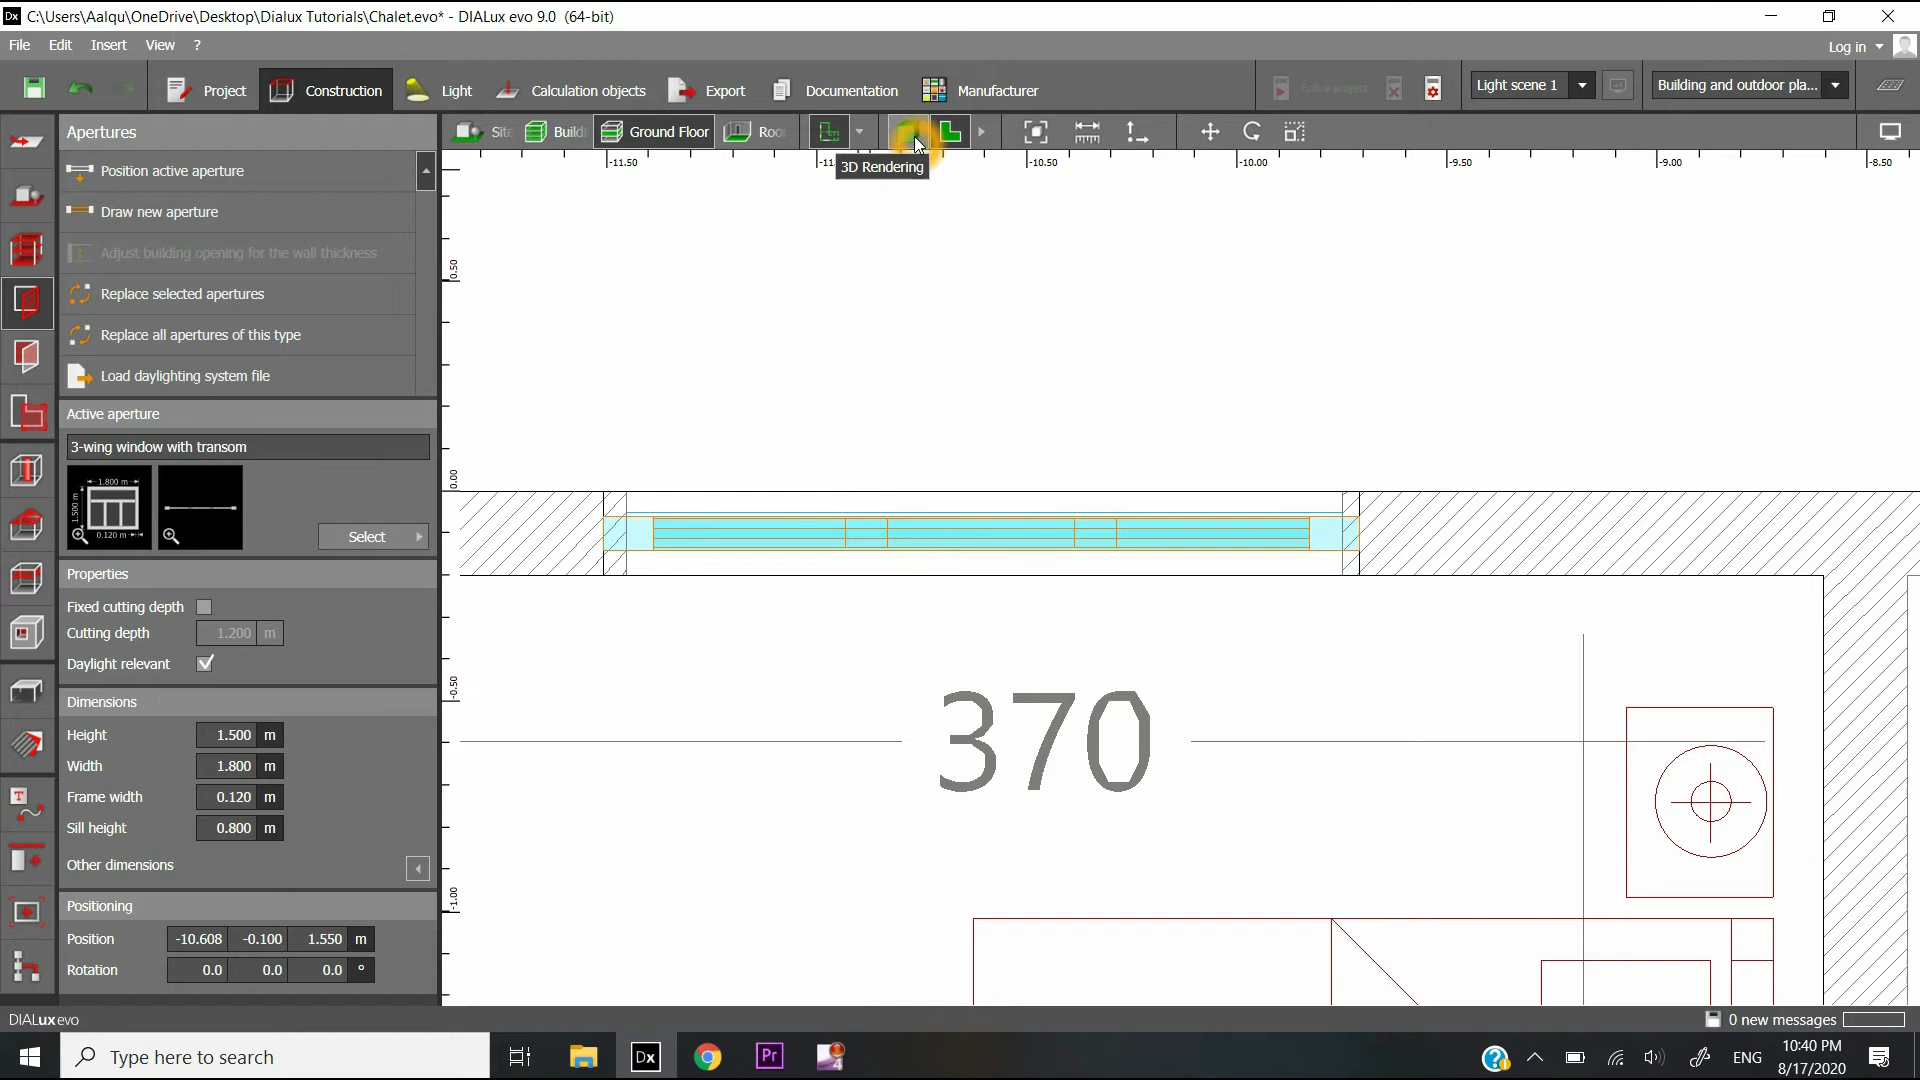 C:\Users\Aalqu\OneDrive\Desktop\Dialux Tutorials\Chalet.evo* - DIALux evo 9.0 (64-bit)
File Edit Insert View ?
Log in
Project Construction Light Calculation objects Export Documentation Manufacturer Entire project Light scene 1 Building and outdoor pla...
Apertures
Site Build Ground Floor Roo
3D Rendering
-11.50 -10.50 -10.00 -9.50 -9.00 -8.50
Position active aperture
Draw new aperture
Adjust building opening for the wall thickness
Replace selected apertures
Replace all apertures of this type
Load daylighting system file
Active aperture
3-wing window with transom
1.800 m
1.500 m
0.120 m
Select
Properties
Fixed cutting depth
Cutting depth 1.200 m
Daylight relevant
Dimensions
Height 1.500 m
Width 1.800 m
Frame width 0.120 m
Sill height 0.800 m
Other dimensions
Positioning
Position -10.608 -0.100 1.550 m
Rotation 0.0 0.0 0.0 °
0.50
0.00
-0.50
-1.00
370
DIALux evo
0 new messages
Type here to search
Dx
Pr
4
ENG
10:40 PM
8/17/2020